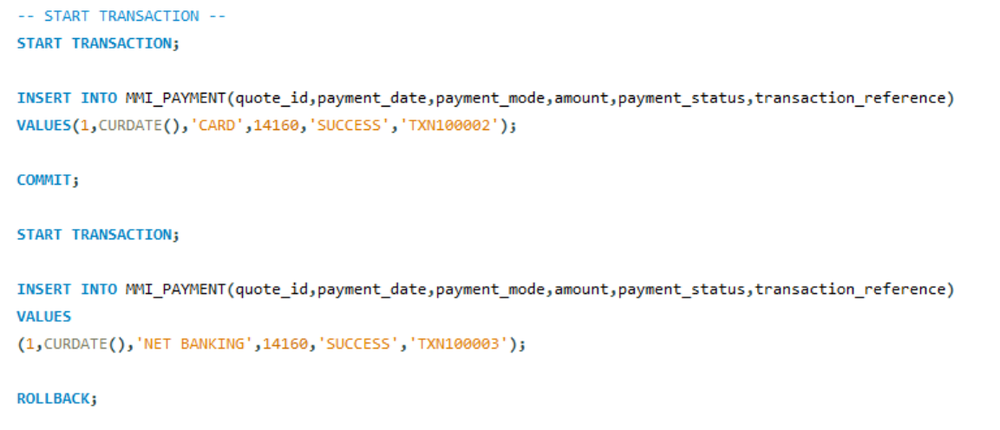 -- START TRANSACTION --
START TRANSACTION;
INSERT INTO MMI_PAYMENT(quote_id,payment_date,payment_mode,amount,payment_status,transaction_reference)
VALUES(1,CURDATE(),'CARD',14160,'SUCCESS','TXN100002');
COMMIT;
START TRANSACTION;
INSERT INTO MMI_PAYMENT(quote_id,payment_date,payment_mode,amount,payment_status,transaction_reference)
VALUES
(1,CURDATE(),'NET BANKING',14160,'SUCCESS','TXN100003');
ROLLBACK;